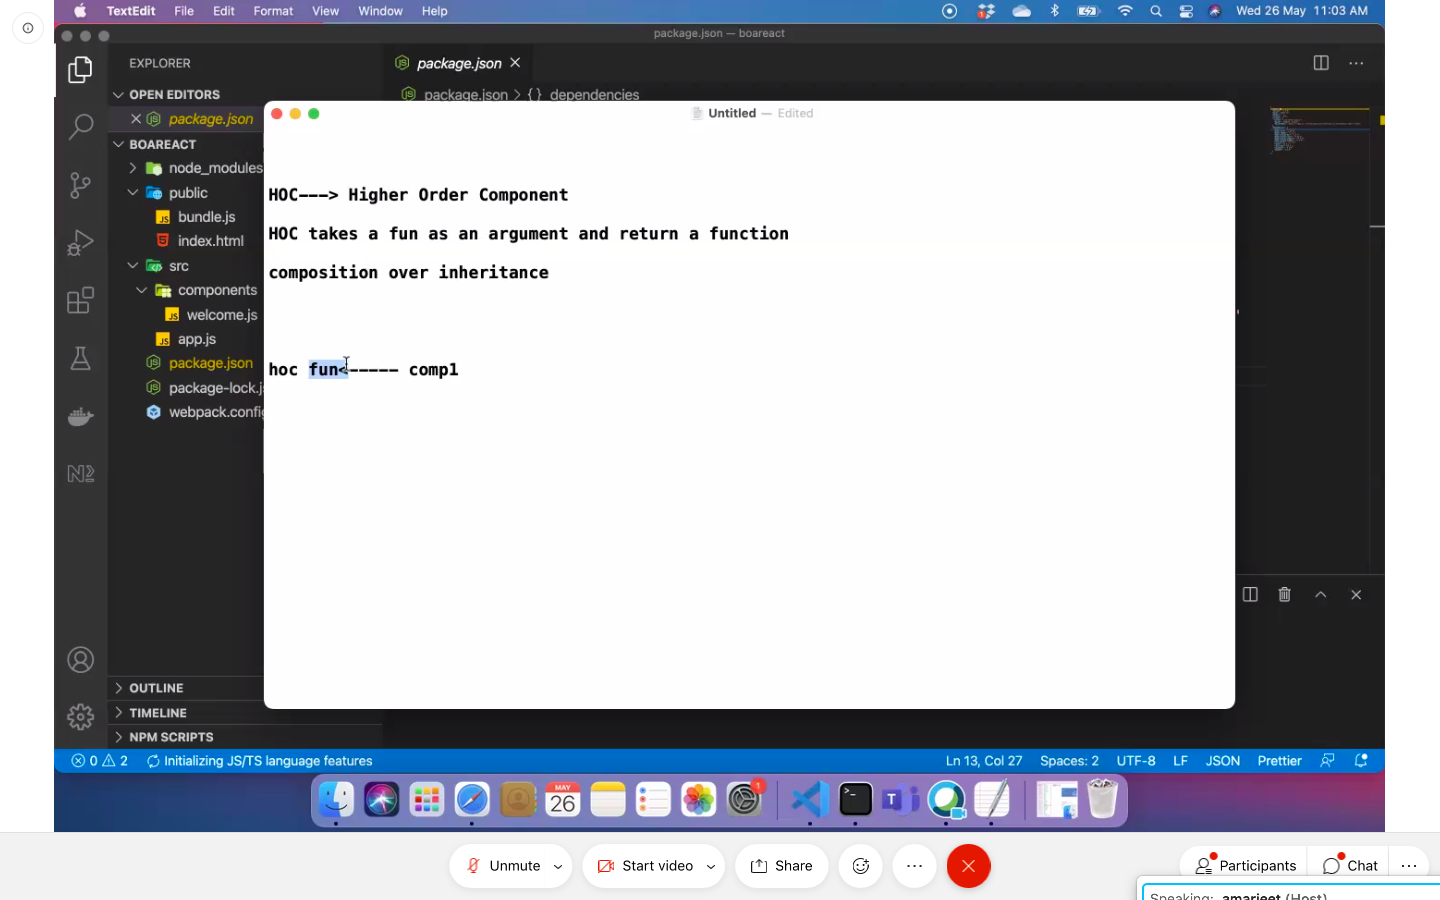 TextEdit File Edit Format View Window Help Wed 26 May 11:03 AM
package.json — boareact
EXPLORER
package.json
OPEN EDITORS
package.json > {} dependencies
package.json
Untitled — Edited
BOAREACT
node_modules
public
bundle.js
index.html
src
components
welcome.js
app.js
package.json
package-lock.j
webpack.config
HOC---> Higher Order Component
HOC takes a fun as an argument and return a function
composition over inheritance
hoc fun<----- comp1
OUTLINE
TIMELINE
NPM SCRIPTS
0 2 Initializing JS/TS language features Ln 13, Col 27 Spaces: 2 UTF-8 LF JSON Prettier
MAY
26
1
Unmute Start video Share Participants Chat
Speaking: amarjeet (Host)